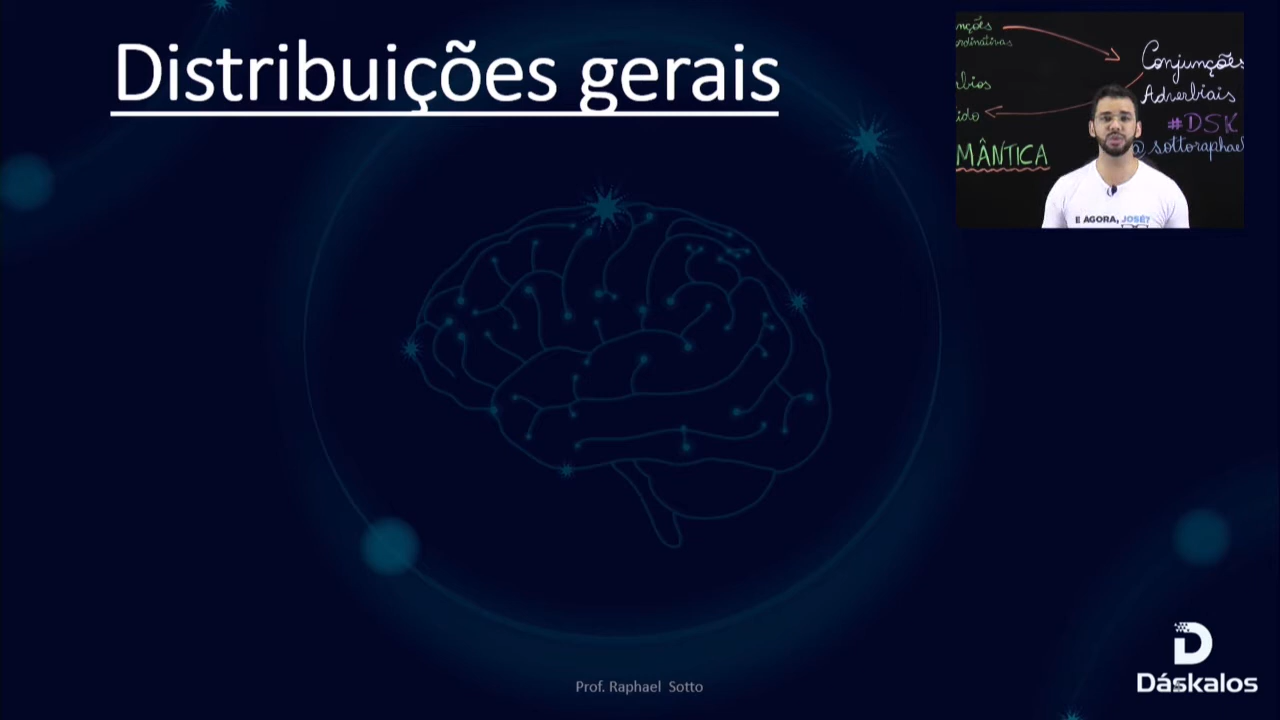 Distribuições gerais
Conjunções
Adverbiais
#DSK
@sottoraphael
MÂNTICA
E AGORA, JOSÉ?
Prof. Raphael Sotto
Dáskalos